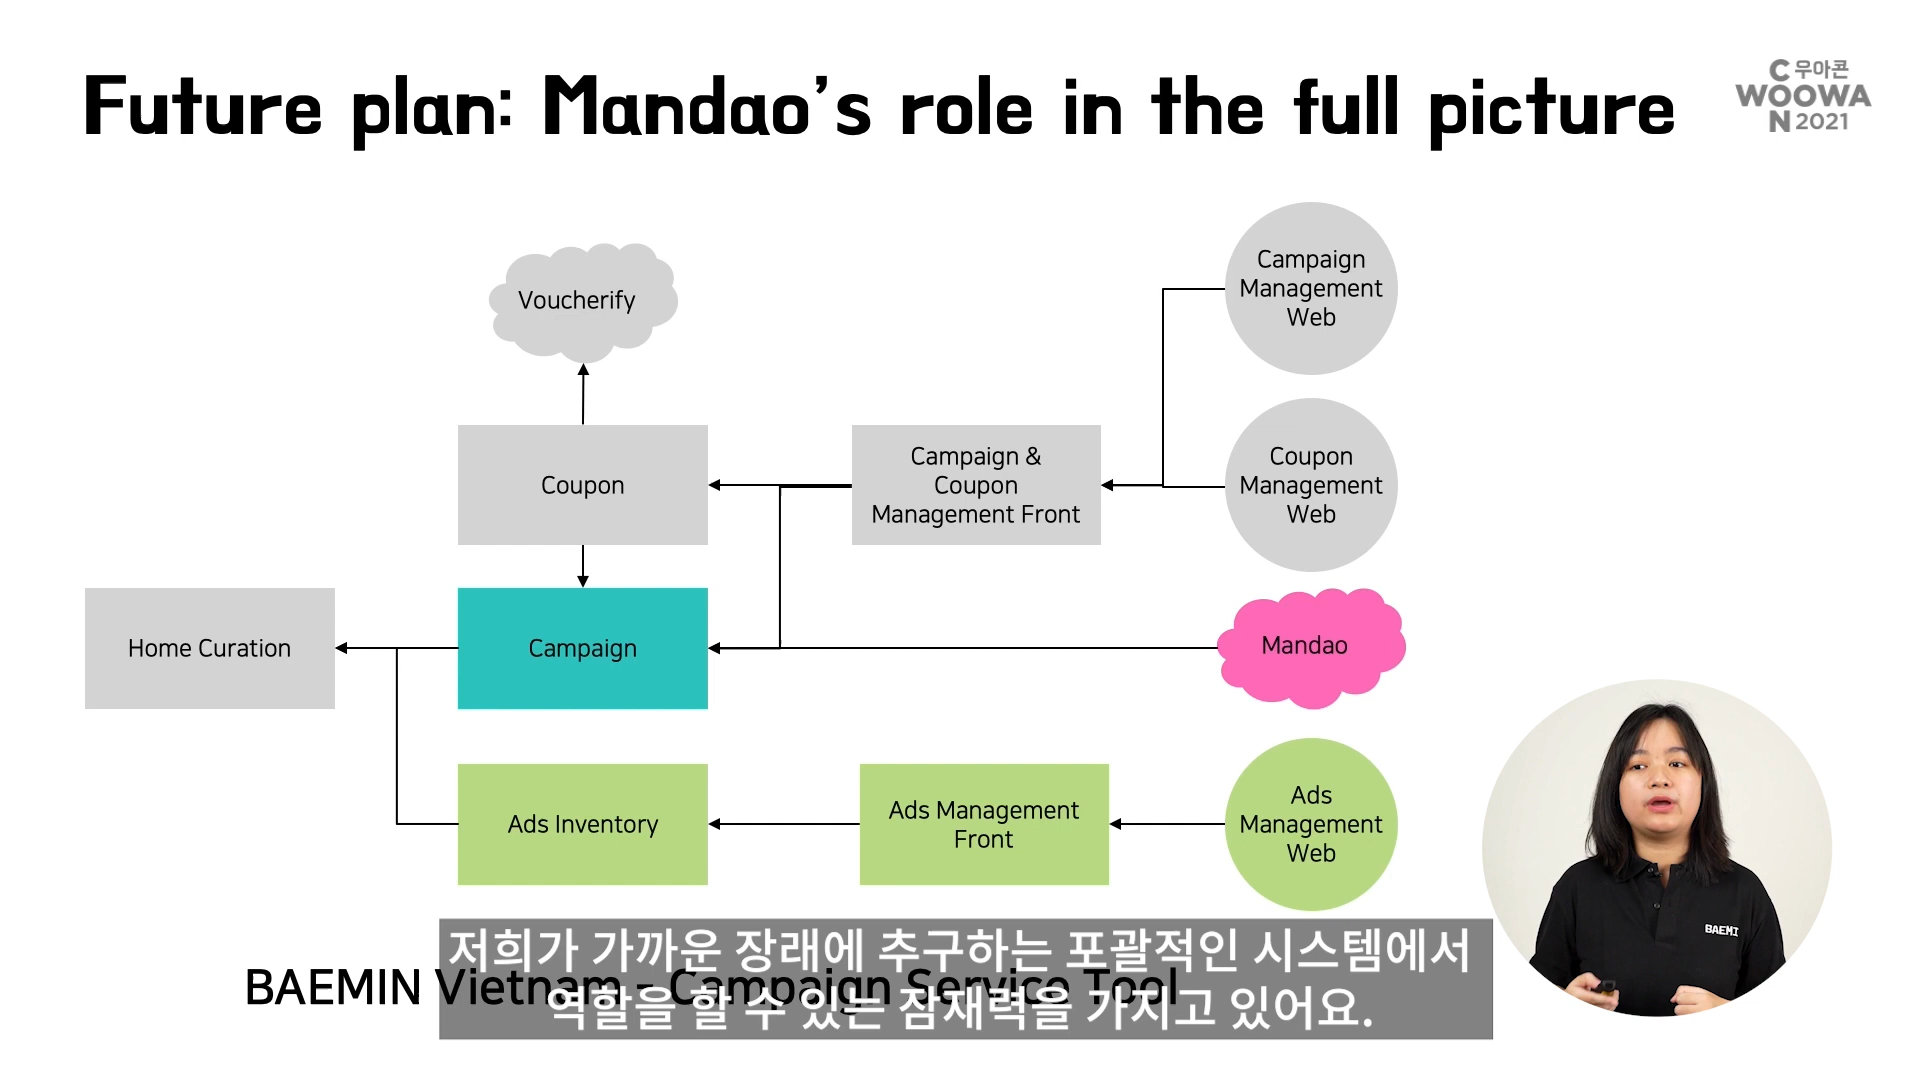 Future plan: Mandao's role in the full picture
C 우아콘
WOOWA
N 2021
Voucherify
Campaign
Management
Web
Coupon
Campaign &
Coupon
Management Front
Coupon
Management
Web
Home Curation
Campaign
Mandao
Ads Inventory
Ads Management
Front
Ads
Management
Web
BAEMIN
BAEMIN Vietnam - Campaign Service Tool
저희가 가까운 장래에 추구하는 포괄적인 시스템에서
역할을 할 수 있는 잠재력을 가지고 있어요.